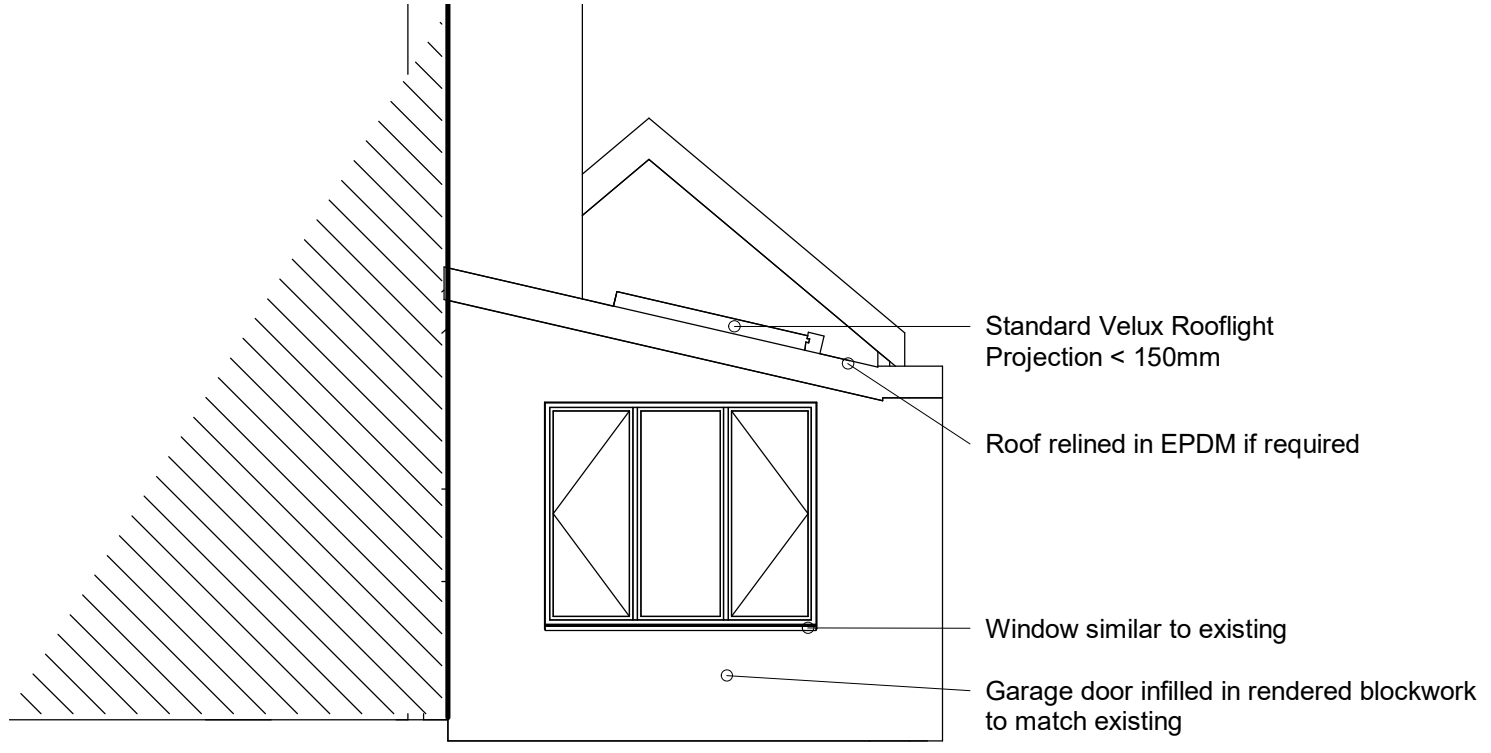 Standard Velux Rooflight
Projection < 150mm
Roof relined in EPDM if required
Window similar to existing
Garage door infilled in rendered blockwork
to match existing